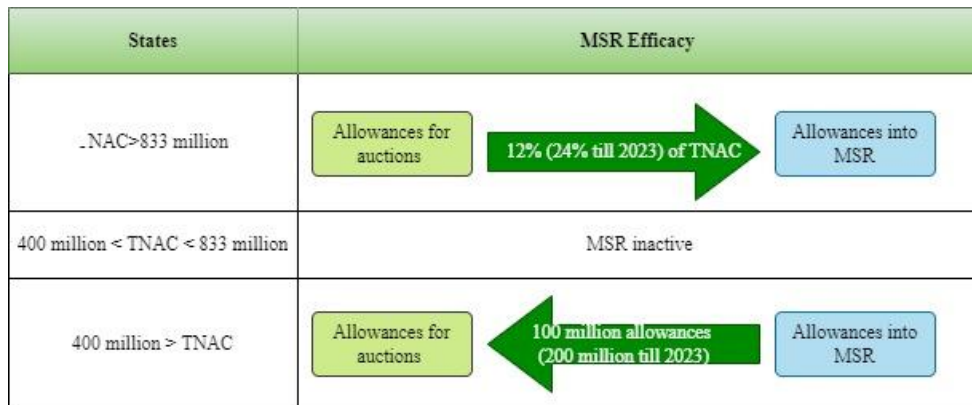 States
MSR Efficacy
NAC>833 million
Allowances for
auctions
12% (24% till 2023) of TNAC
Allowances into
MSR
400 million < TNAC < 833 million
MSR inactive
400 million > TNAC
Allowances for
auctions
100 million allowances
(200 million till 2023)
Allowances into
MSR